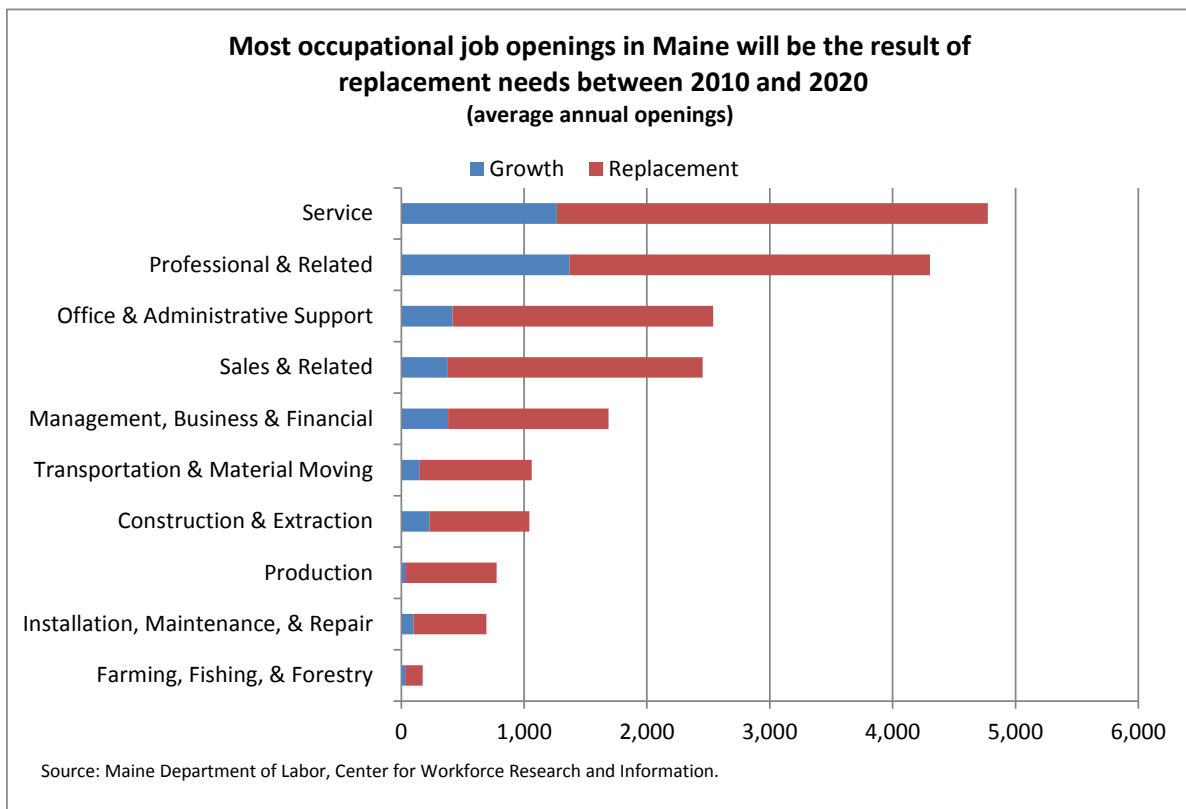 Most occupational job openings in Maine will be the result of
replacement needs between 2010 and 2020
(average annual openings)
Growth Replacement
Service
Professional & Related
Office & Administrative Support
Sales & Related
Management, Business & Financial
Transportation & Material Moving
Construction & Extraction
Production
Installation, Maintenance, & Repair
Farming, Fishing, & Forestry
0 1,000 2,000 3,000 4,000 5,000 6,000
Source: Maine Department of Labor, Center for Workforce Research and Information.